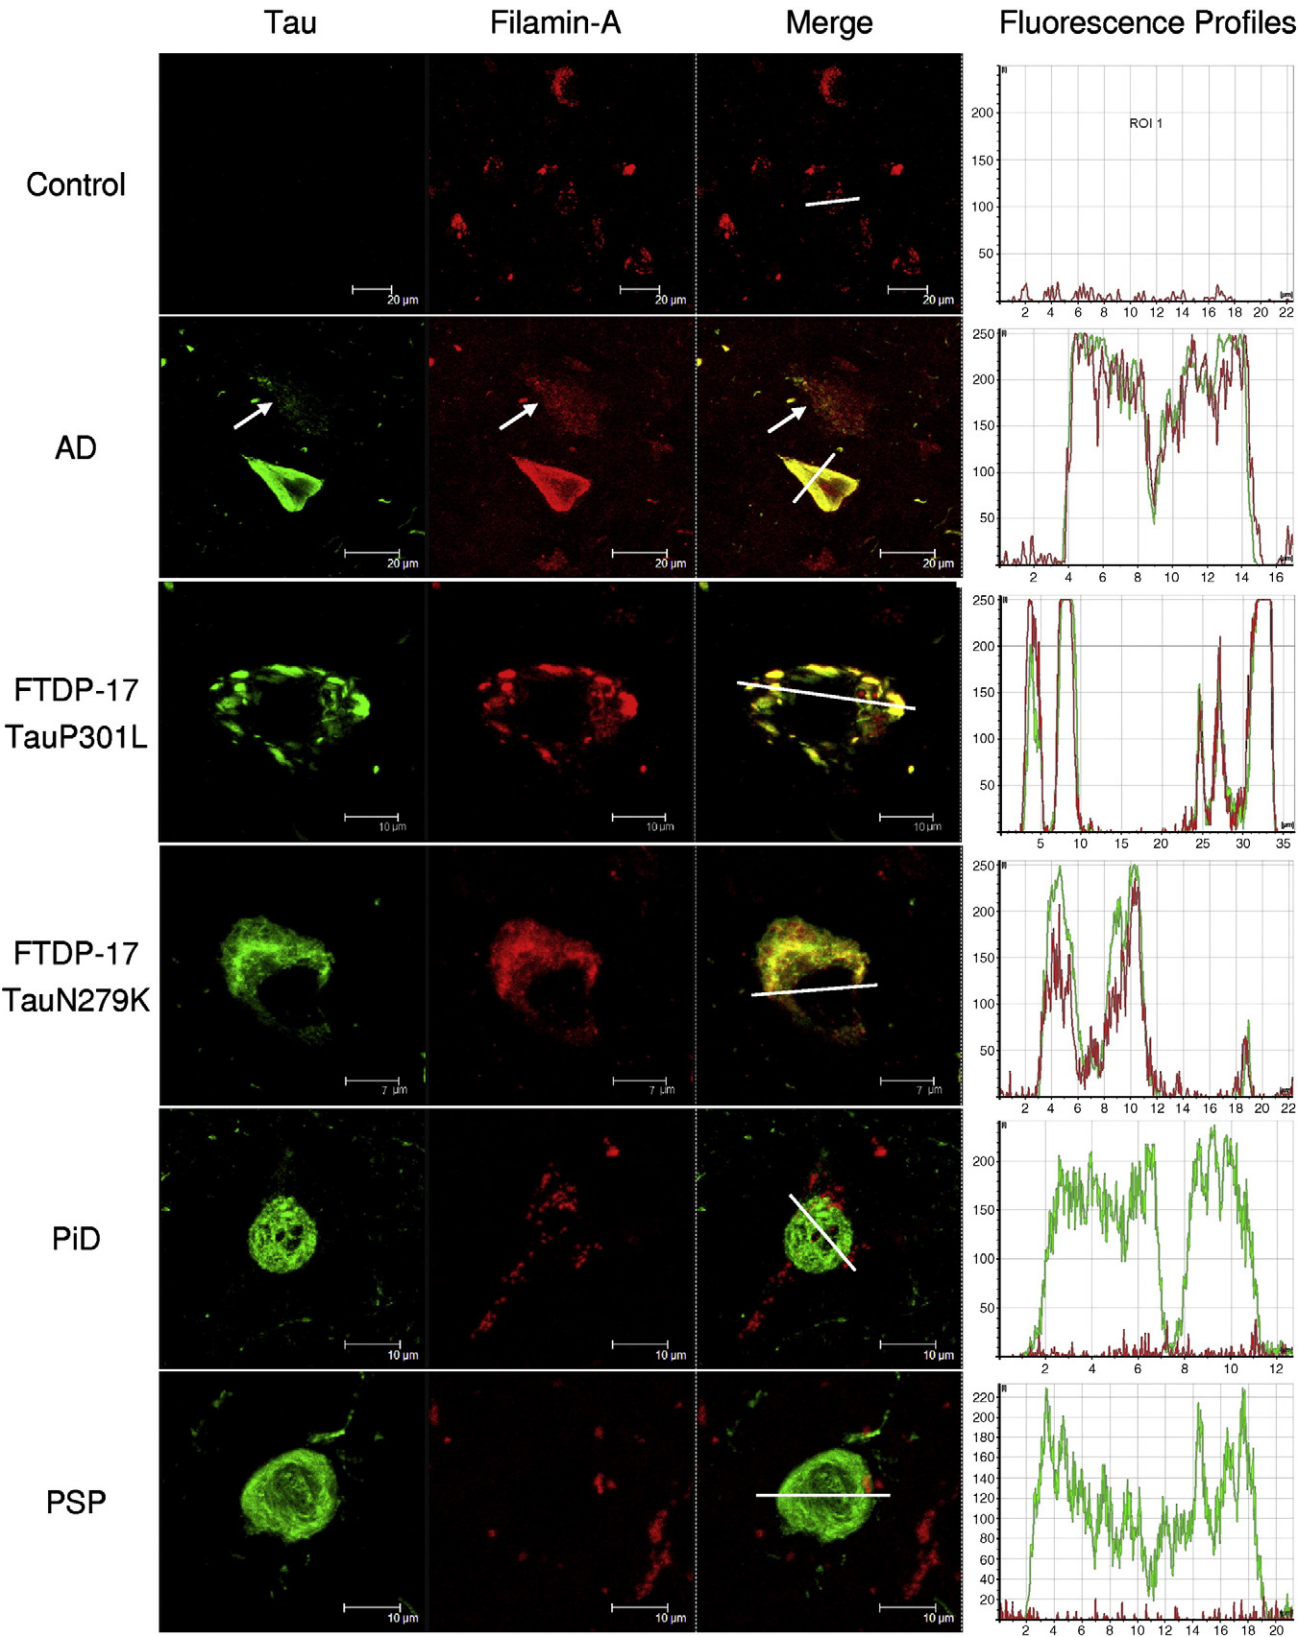 Tau Filamin-A Merge Fluorescence Profiles
Control
20 µm 20 µm 20 µm
ROI 1
200
150
100
50
2 4 6 8 10 12 14 16 18 20 22
AD
20 µm 20 µm 20 µm
250
200
150
100
50
2 4 6 8 10 12 14 16
FTDP-17
TauP301L
10 µm 10 µm 10 µm
250
200
150
100
50
5 10 15 20 25 30 35
FTDP-17
TauN279K
7 µm 7 µm 7 µm
250
200
150
100
50
2 4 6 8 10 12 14 16 18 20 22
PiD
10 µm 10 µm 10 µm
200
150
100
50
2 4 6 8 10 12
PSP
10 µm 10 µm 10 µm
220
200
180
160
140
120
100
80
60
40
20
2 4 6 8 10 12 14 16 18 20